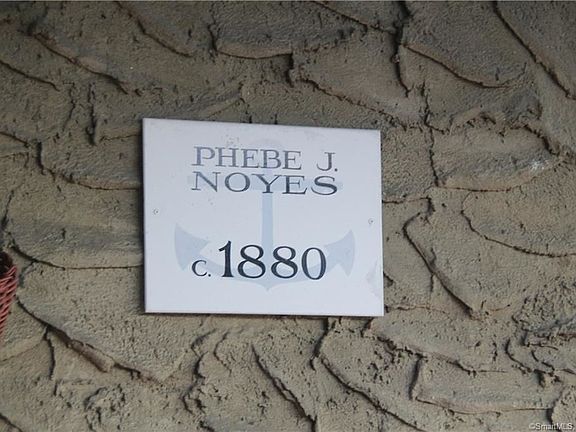 PHEBE J.
NOYES
C. 1880
©SmartMLS